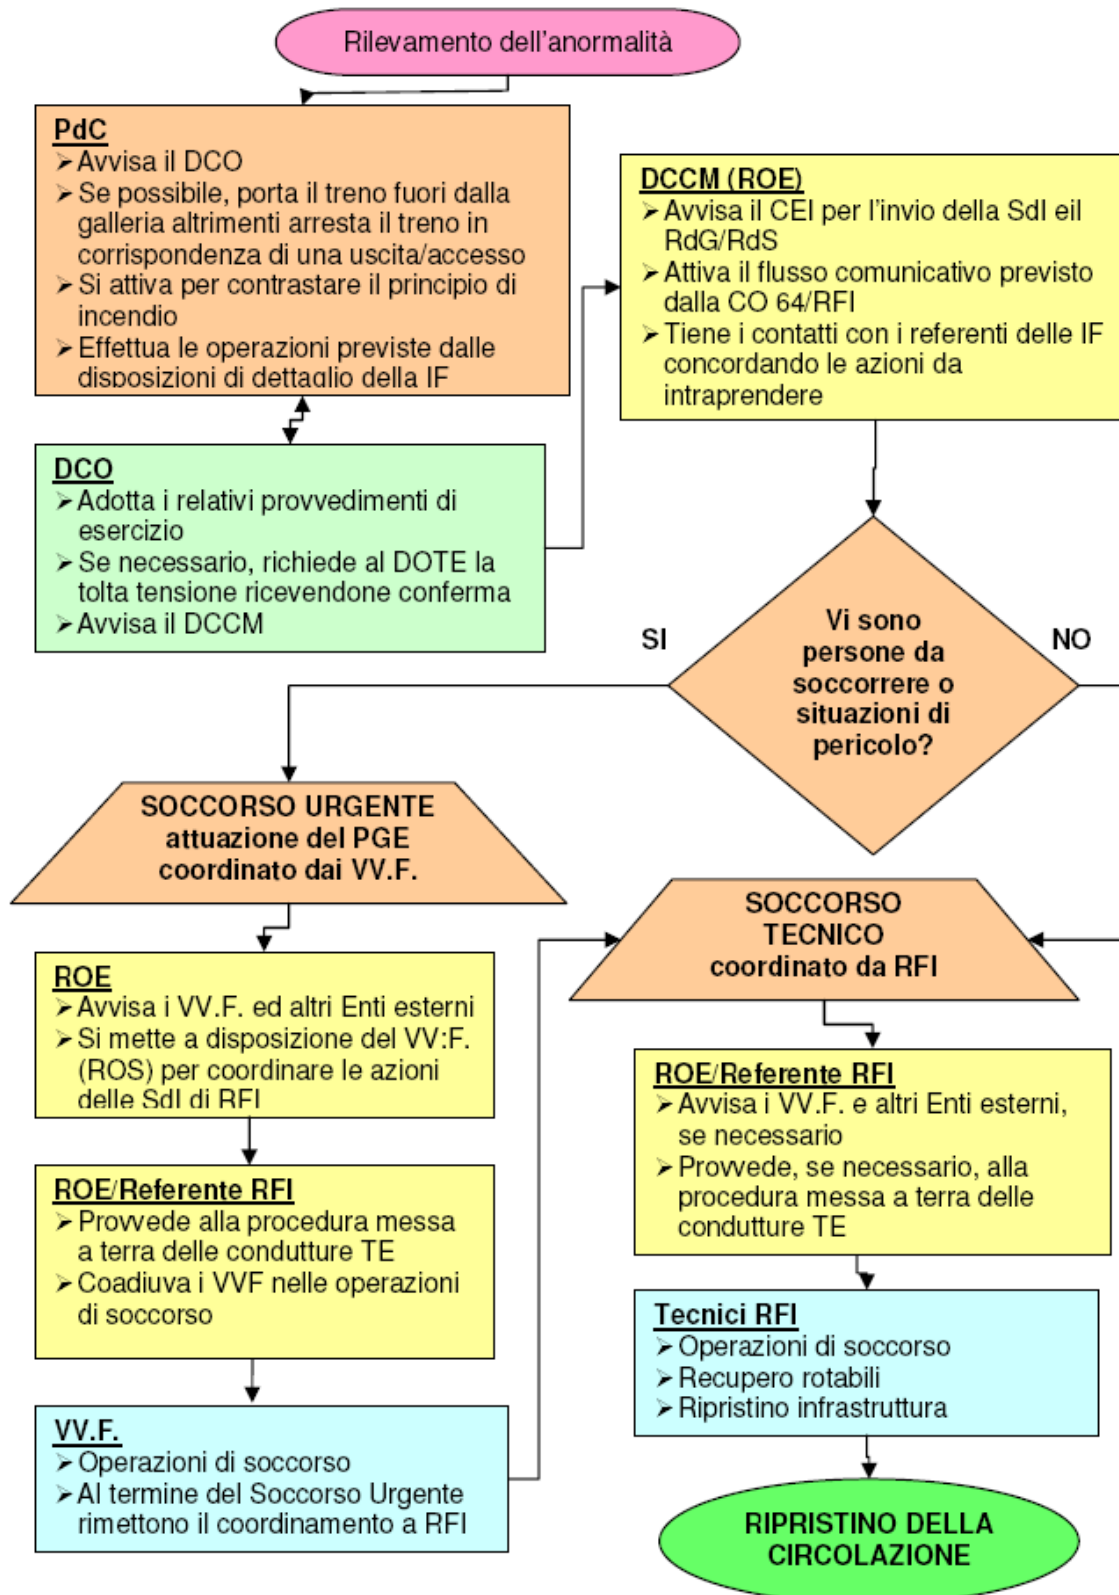 Rilevamento dell'anormalità
PdC
➢ Avvisa il DCO
➢ Se possibile, porta il treno fuori dalla
galleria altrimenti arresta il treno in
corrispondenza di una uscita/accesso
➢ Si attiva per contrastare il principio di
incendio
➢ Effettua le operazioni previste dalle
disposizioni di dettaglio della IF
DCO
➢ Adotta i relativi provvedimenti di
esercizio
➢ Se necessario, richiede al DOTE la
tolta tensione ricevendone conferma
➢ Avvisa il DCCM
DCCM (ROE)
➢ Avvisa il CEI per l'invio della SdI eil
RdG/RdS
➢ Attiva il flusso comunicativo previsto
dalla CO 64/RFI
➢ Tiene i contatti con i referenti delle IF
concordando le azioni da
intraprendere
Vi sono
persone da
soccorrere o
situazioni di
pericolo?
SI
NO
SOCCORSO URGENTE
attuazione del PGE
coordinato dai VV.F.
ROE
➢ Avvisa i VV.F. ed altri Enti esterni
➢ Si mette a disposizione del VV:F.
(ROS) per coordinare le azioni
delle SdI di RFI
ROE/Referente RFI
➢ Provvede alla procedura messa
a terra delle condutture TE
➢ Coadiuva i VVF nelle operazioni
di soccorso
VV.F.
➢ Operazioni di soccorso
➢ Al termine del Soccorso Urgente
rimettono il coordinamento a RFI
SOCCORSO
TECNICO
coordinato da RFI
ROE/Referente RFI
➢ Avvisa i VV.F. e altri Enti esterni,
se necessario
➢ Provvede, se necessario, alla
procedura messa a terra delle
condutture TE
Tecnici RFI
➢ Operazioni di soccorso
➢ Recupero rotabili
➢ Ripristino infrastruttura
RIPRISTINO DELLA
CIRCOLAZIONE